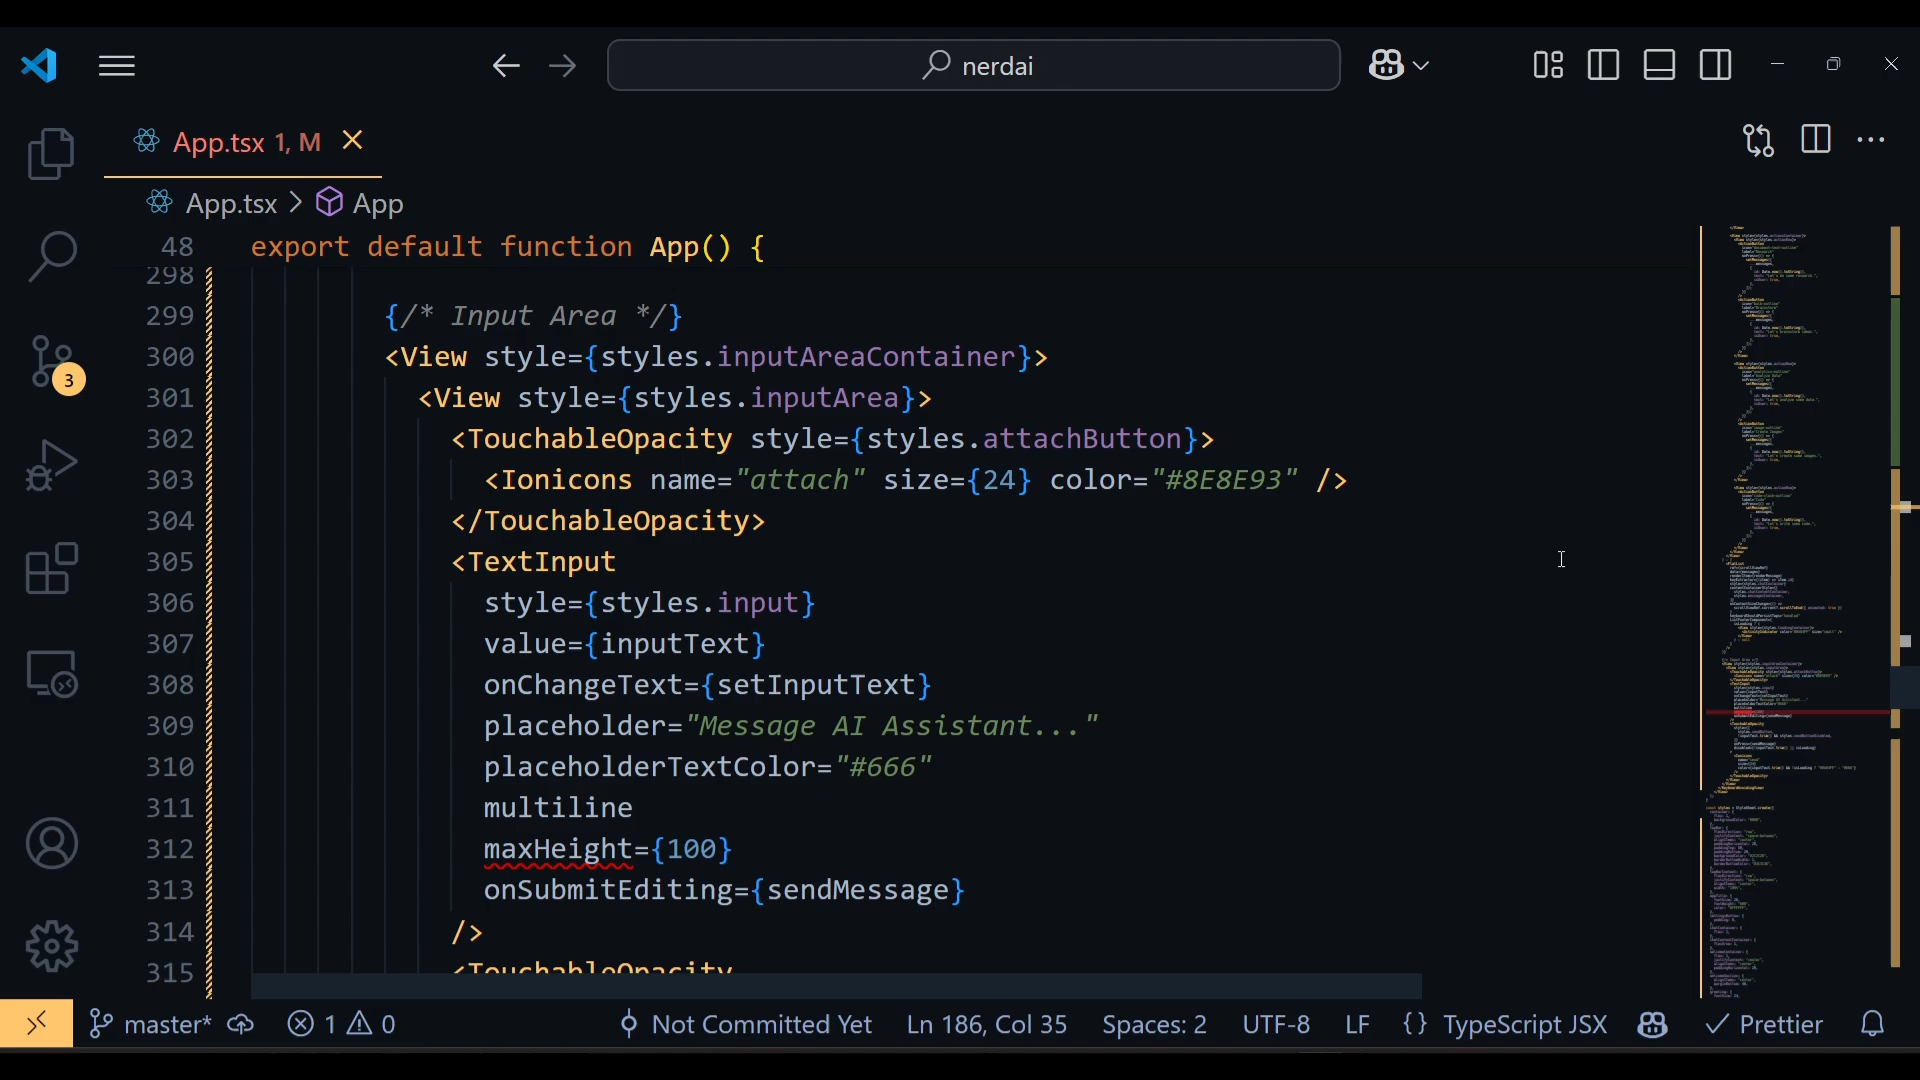 nerdai
App.tsx 1, M
App.tsx > App
48 export default function App() {
298
299 {/* Input Area */}
300 <View style={styles.inputAreaContainer}>
301 <View style={styles.inputArea}>
302 <TouchableOpacity style={styles.attachButton}>
303 <Ionicons name="attach" size={24} color="#8E8E93" />
304 </TouchableOpacity>
305 <TextInput
306 style={styles.input}
307 value={inputText}
308 onChangeText={setInputText}
309 placeholder="Message AI Assistant..."
310 placeholderTextColor="#666"
311 multiline
312 maxHeight={100}
313 onSubmitEditing={sendMessage}
314 />
315 <TouchableOpacity
3
master* 1 0 Not Committed Yet Ln 186, Col 35 Spaces: 2 UTF-8 LF {} TypeScript JSX Prettier